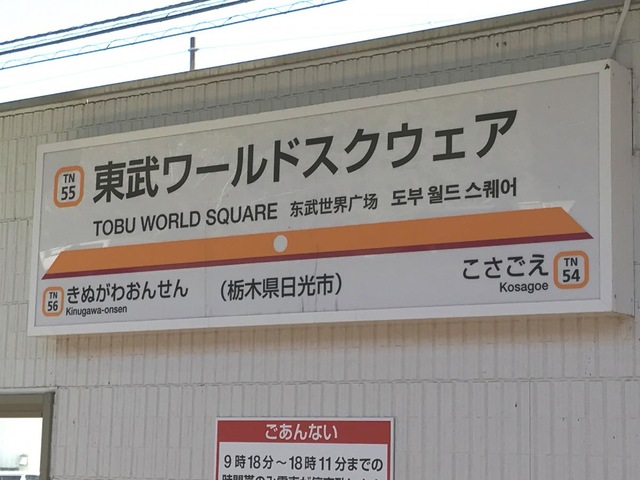 TN
55
東武ワールドスクウェア
TOBU WORLD SQUARE 东武世界广场 도부 월드 스퀘어
TN
56
きぬがわおんせん
Kinugawa-onsen
(栃木県日光市)
こさごえ
Kosagoe
TN
54
ごあんない
9時18分~18時11分までの